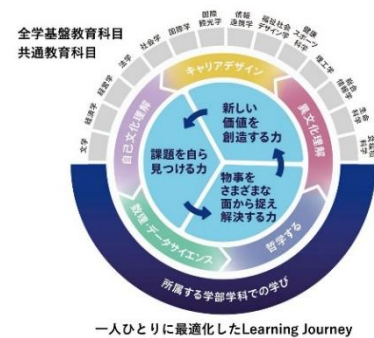 全学基盤教育科目
共通教育科目
文学
経済学
経営学
法学
社会学
国際学
国際
観光学
情報
連携学
福祉社会
デザイン学
健康
スポーツ
科学
理工学
総合
情報学
生命
科学
食環境
科学
キャリアデザイン
自己文化理解
異文化理解
数理・データサイエンス
哲学する
新しい
価値を
創造する力
課題を自ら
見つける力
物事を
さまざまな
面から捉え
解決する力
所属する学部学科での学び
一人ひとりに最適化したLearning Journey